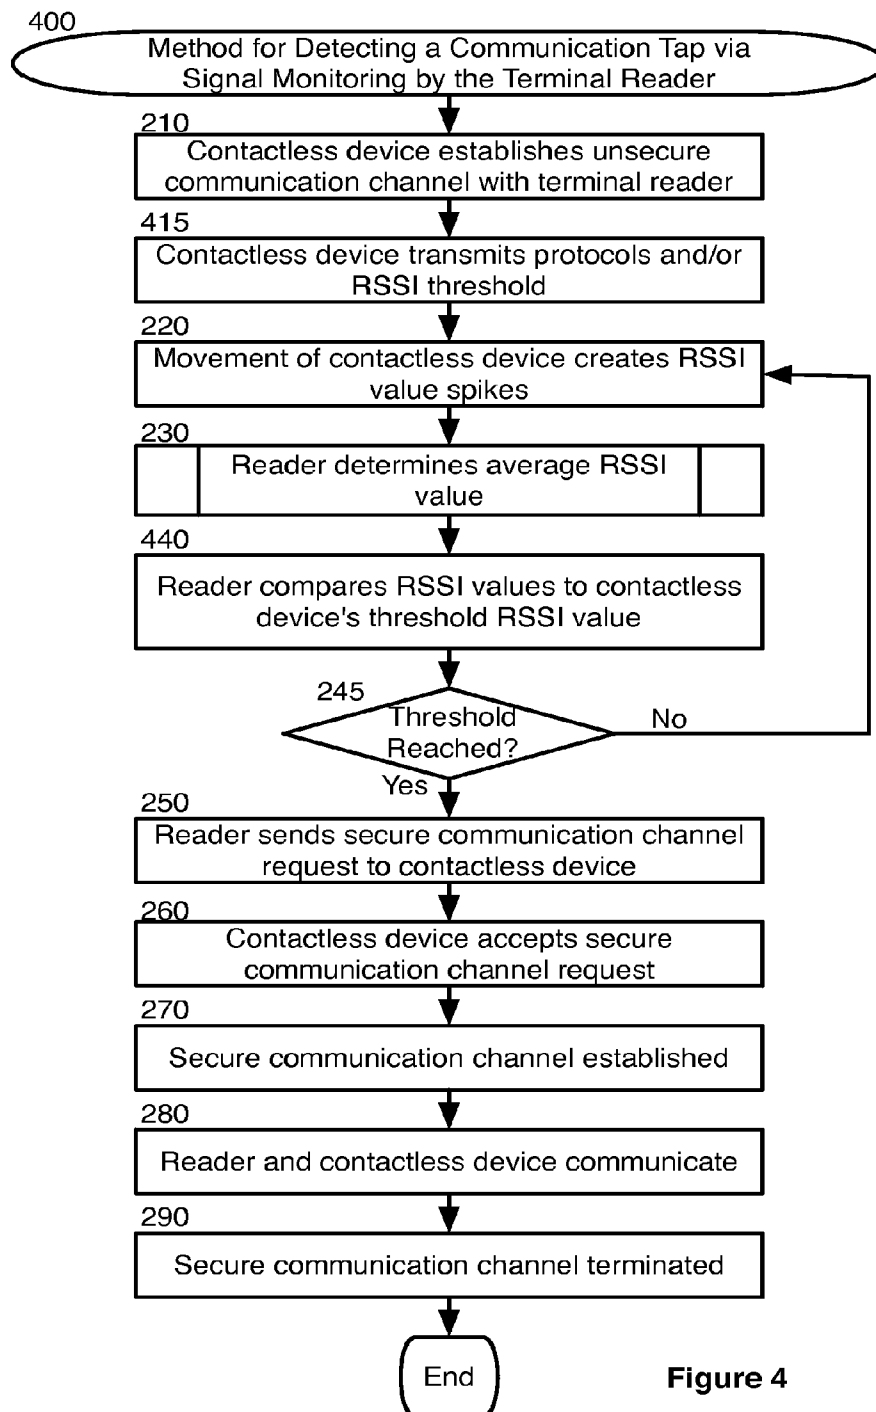 400
Method for Detecting a Communication Tap via
Signal Monitoring by the Terminal Reader
210
Contactless device establishes unsecure
communication channel with terminal reader
415
Contactless device transmits protocols and/or
RSSI threshold
220
Movement of contactless device creates RSSI
value spikes
230
Reader determines average RSSI
value
440
Reader compares RSSI values to contactless
device's threshold RSSI value
245
Threshold
Reached?
No
Yes
250
Reader sends secure communication channel
request to contactless device
260
Contactless device accepts secure
communication channel request
270
Secure communication channel established
280
Reader and contactless device communicate
290
Secure communication channel terminated
End
Figure 4